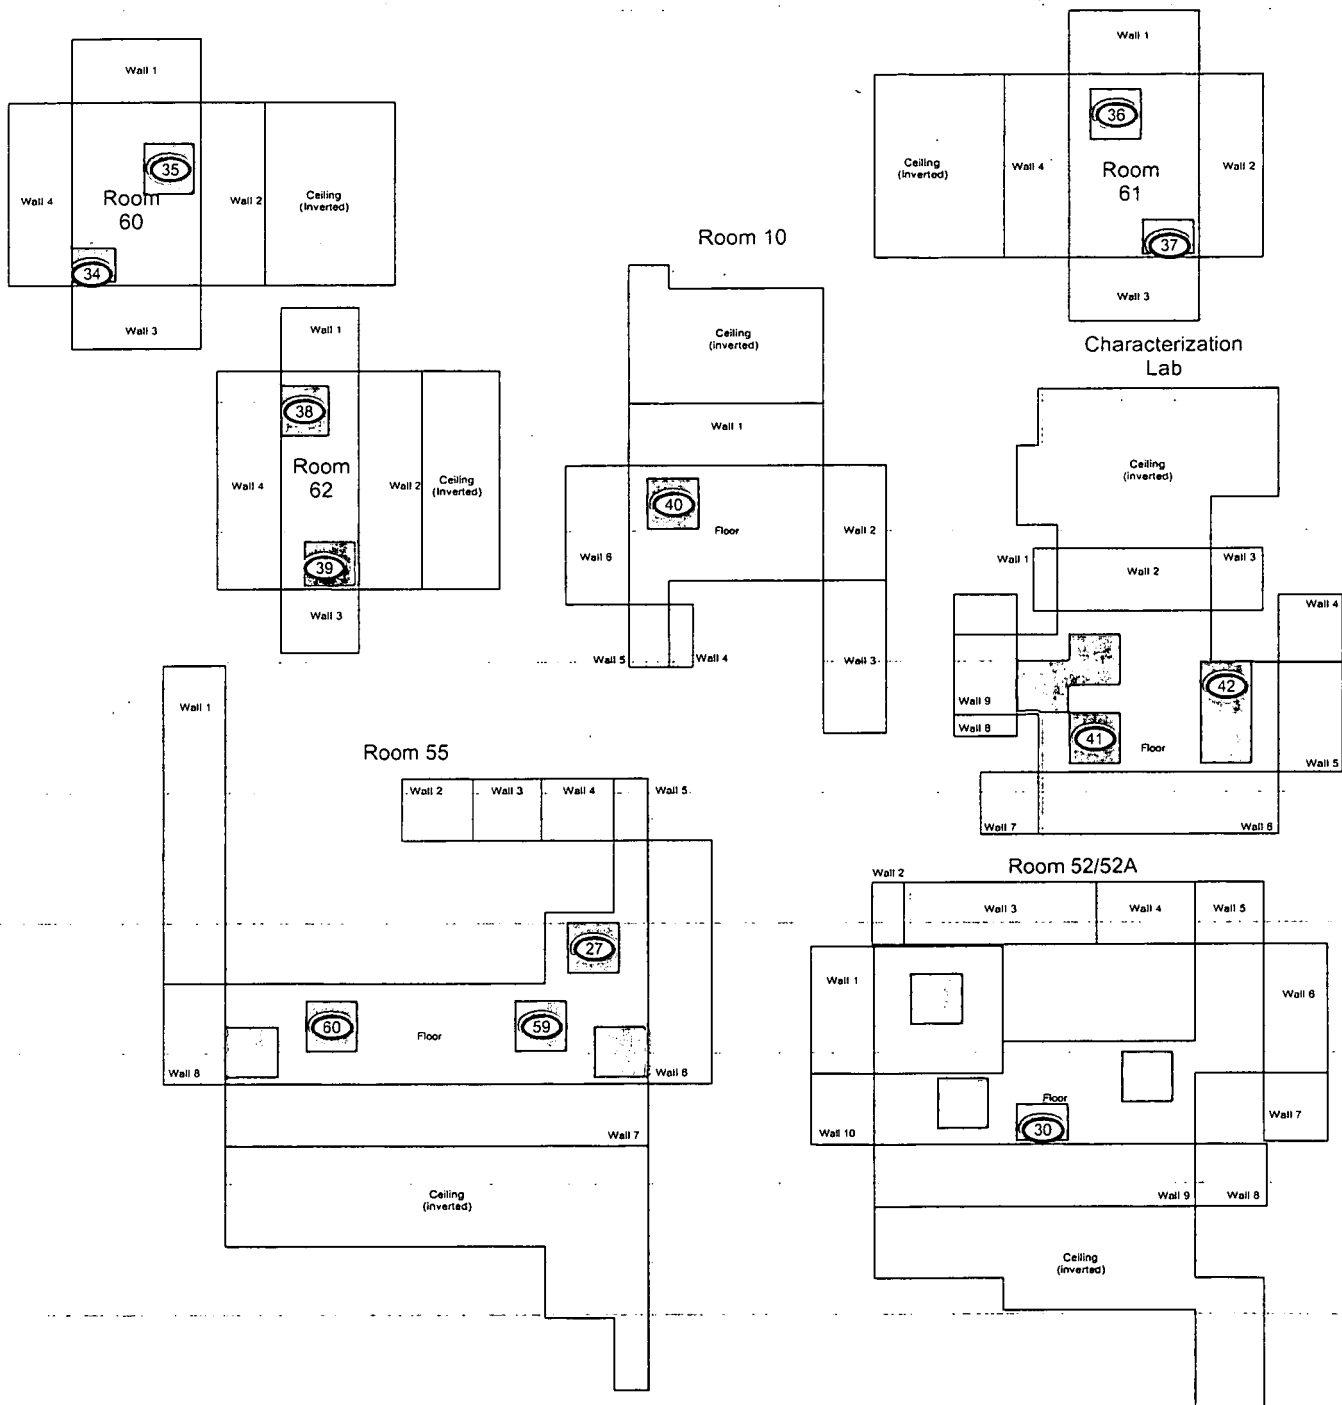 Wall 1
35
Wall 4
Room
60
Wall 2
Ceiling
(Inverted)
34
Wall 3
Wall 1
36
Ceiling
(Inverted)
Wall 4
Room
61
Wall 2
37
Wall 3
Room 10
Ceiling
(inverted)
Wall 1
40
Floor
Wall 2
Wall 6
Wall 5
Wall 4
Wall 3
Wall 1
38
Room
62
Wall 4
Wall 2
Ceiling
(Inverted)
39
Wall 3
Characterization
Lab
Ceiling
(inverted)
Wall 1
Wall 2
Wall 3
Wall 4
42
Wall 9
Wall 8
41
Floor
Wall 5
Wall 7
Wall 6
Room 55
Wall 1
Wall 2
Wall 3
Wall 4
Wall 5
27
60
59
Floor
Wall 8
Wall 6
Wall 7
Ceiling
(inverted)
Room 52/52A
Wall 2
Wall 3
Wall 4
Wall 5
Wall 1
Wall 6
Floor
30
Wall 10
Wall 7
Wall 9
Wall 8
Ceiling
(inverted)